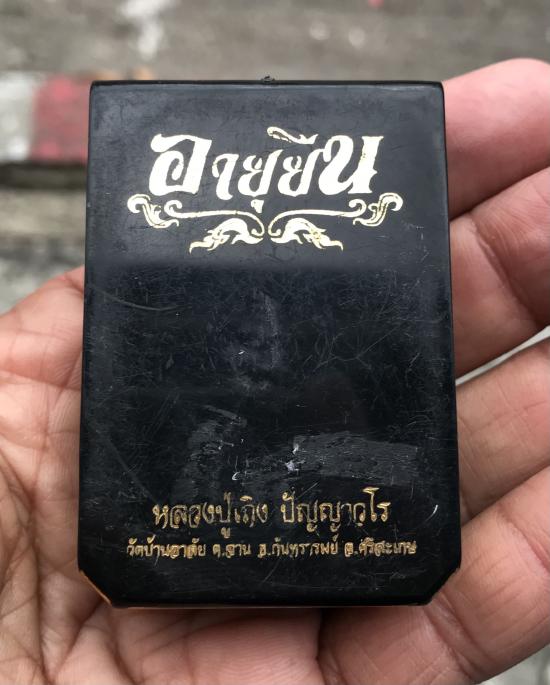 อายุยืน
หลวงปู่เถิง ปัญญาวโร
วัดบ้านอาลัย ต.จาน อ.กันทรารมย์ จ.ศรีสะเกษ